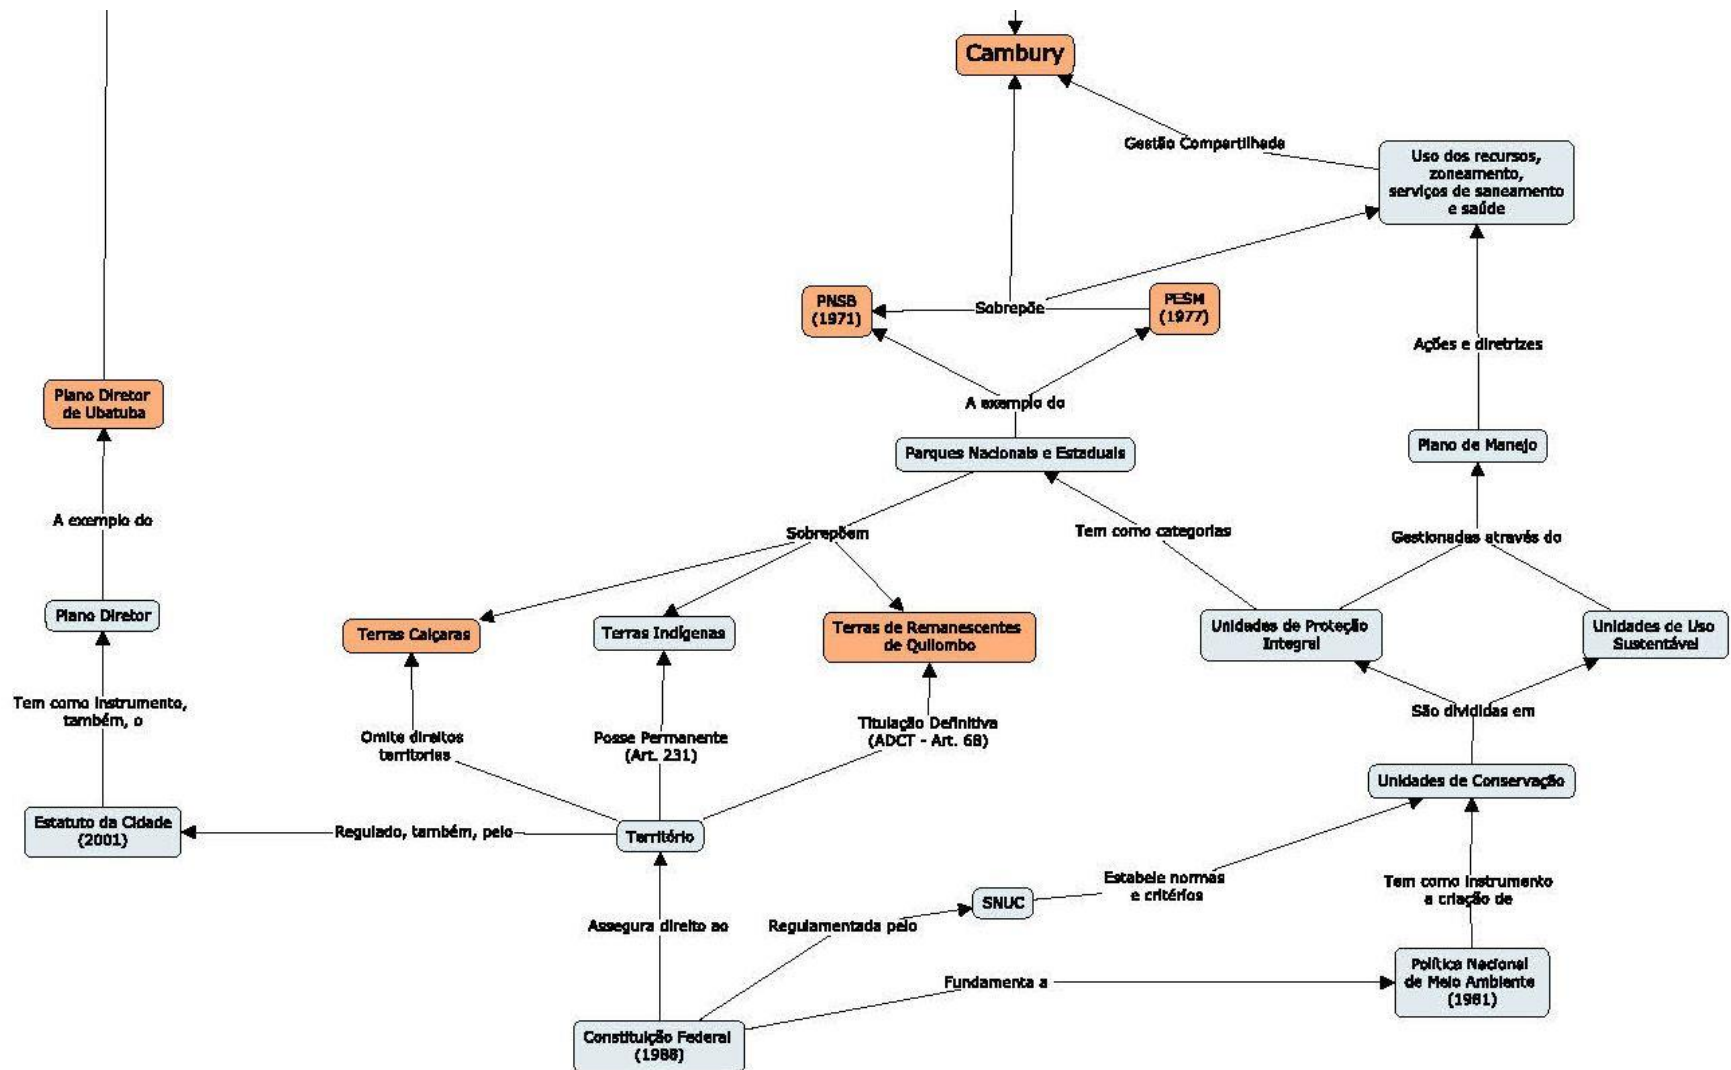 Cambury
Gestão Compartilhada
Uso dos recursos,
zoneamento,
serviços de saneamento
e saúde
PNSB
(1971)
Sobrepõe
PESM
(1977)
Ações e diretrizes
Plano Diretor
de Ubatuba
A exemplo do
Parques Nacionais e Estaduais
Plano de Manejo
A exemplo do
Sobrepõem
Tem como categorias
Gestionadas através do
Plano Diretor
Terras Caiçaras
Terras Indígenas
Terras de Remanescentes
de Quilombo
Unidades de Proteção
Integral
Unidades de Uso
Sustentável
Tem como instrumento,
também, o
Omite direitos
territorias
Posse Permanente
(Art. 231)
Titulação Definitiva
(ADCT - Art. 68)
São divididas em
Unidades de Conservação
Estatuto da Cidade
(2001)
Regulado, também, pelo
Território
Estabele normas
e critérios
Tem como instrumento
a criação de
SNUC
Assegura direito ao
Regulamentada pelo
Política Nacional
de Meio Ambiente
(1981)
Fundamenta a
Constituição Federal
(1988)